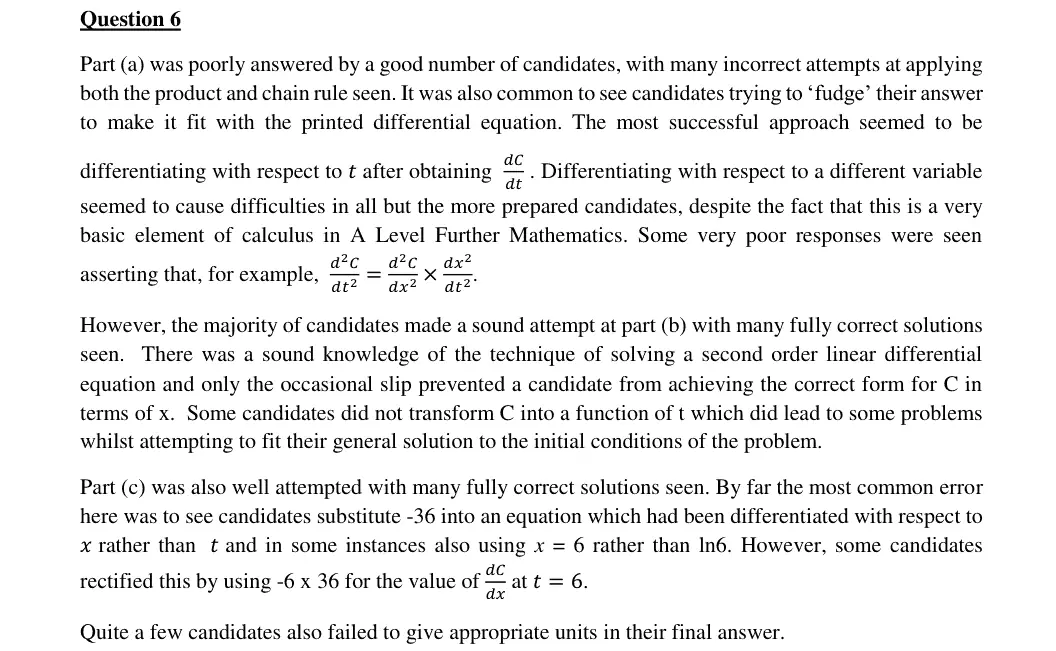 Question 6
Part (a) was poorly answered by a good number of candidates, with many incorrect attempts at applying
both the product and chain rule seen. It was also common to see candidates trying to ‘fudge’ their answer
to make it fit with the printed differential equation. The most successful approach seemed to be
differentiating with respect to t after obtaining dC/dt . Differentiating with respect to a different variable
seemed to cause difficulties in all but the more prepared candidates, despite the fact that this is a very
basic element of calculus in A Level Further Mathematics. Some very poor responses were seen
asserting that, for example, d²C/dt² = d²C/dx² × dx²/dt².
However, the majority of candidates made a sound attempt at part (b) with many fully correct solutions
seen. There was a sound knowledge of the technique of solving a second order linear differential
equation and only the occasional slip prevented a candidate from achieving the correct form for C in
terms of x. Some candidates did not transform C into a function of t which did lead to some problems
whilst attempting to fit their general solution to the initial conditions of the problem.
Part (c) was also well attempted with many fully correct solutions seen. By far the most common error
here was to see candidates substitute -36 into an equation which had been differentiated with respect to
x rather than t and in some instances also using x = 6 rather than ln6. However, some candidates
rectified this by using -6 x 36 for the value of dC/dx at t = 6.
Quite a few candidates also failed to give appropriate units in their final answer.